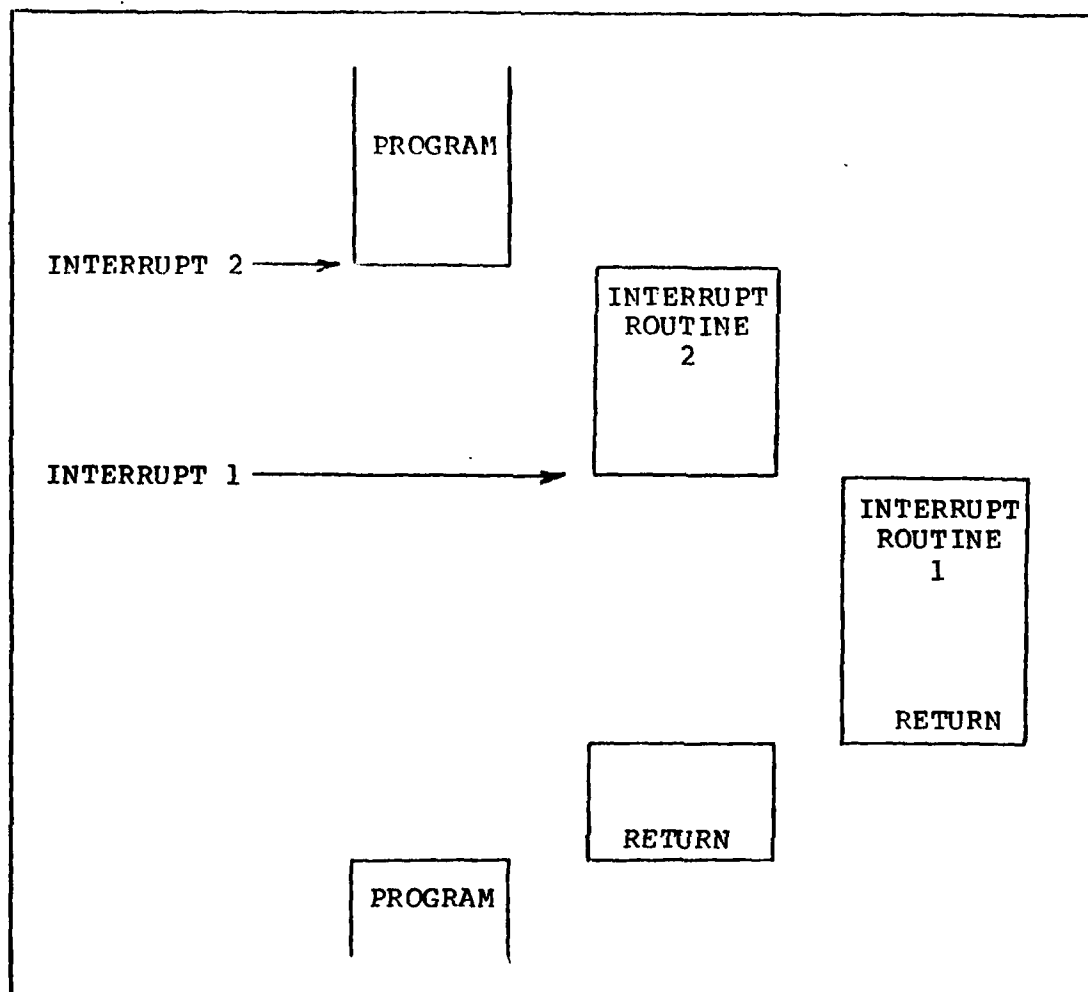 PROGRAM
INTERRUPT 2
INTERRUPT
ROUTINE
2
INTERRUPT 1
INTERRUPT
ROUTINE
1
RETURN
RETURN
PROGRAM